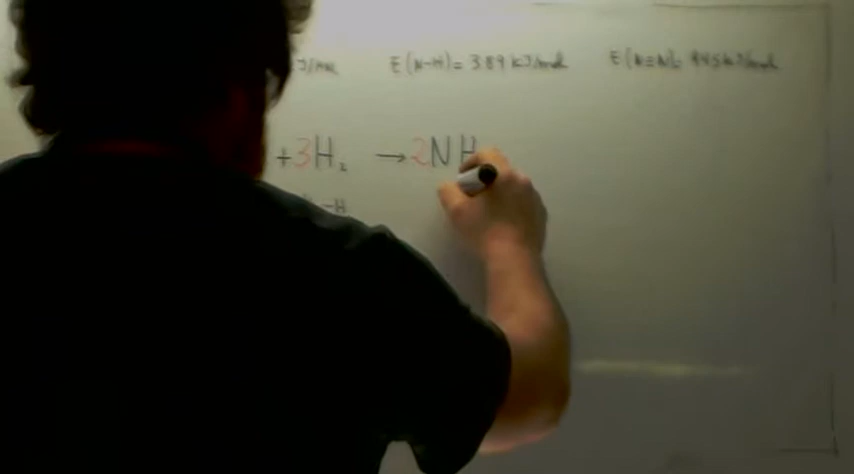 J/mol E(N-H)= 389 kJ/mol E(N≡N)= 945 kJ/mol
+3H₂ → 2NH
-H